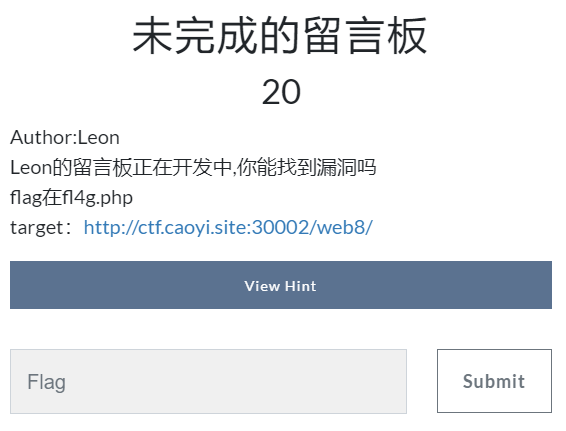 未完成的留言板
20
Author:Leon
Leon的留言板正在开发中,你能找到漏洞吗
flag在fl4g.php
target：http://ctf.caoyi.site:30002/web8/
View Hint
Flag
Submit